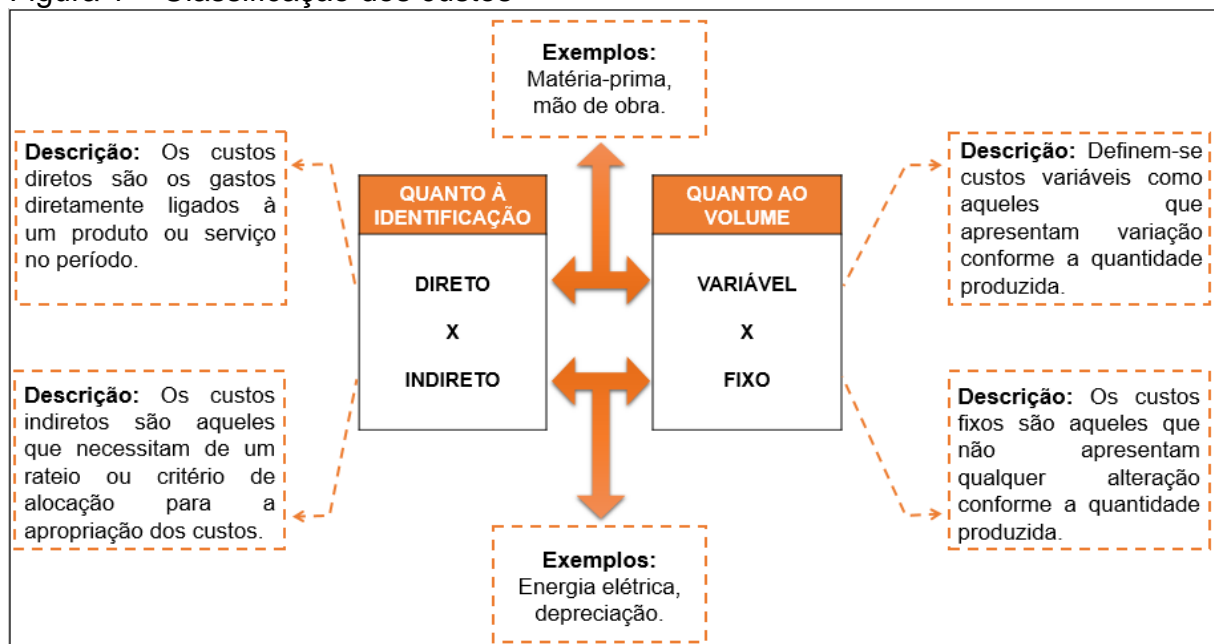 Exemplos:
Matéria-prima,
mão de obra.
Descrição: Os custos
diretos são os gastos
diretamente ligados à
um produto ou serviço
no período.
QUANTO À
IDENTIFICAÇÃO
DIRETO
X
INDIRETO
QUANTO AO
VOLUME
VARIÁVEL
X
FIXO
Descrição: Definem-se
custos variáveis como
aqueles que
apresentam variação
conforme a quantidade
produzida.
Descrição: Os custos
indiretos são aqueles
que necessitam de um
rateio ou critério de
alocação para a
apropriação dos custos.
Descrição: Os custos
fixos são aqueles que
não apresentam
qualquer alteração
conforme a quantidade
produzida.
Exemplos:
Energia elétrica,
depreciação.